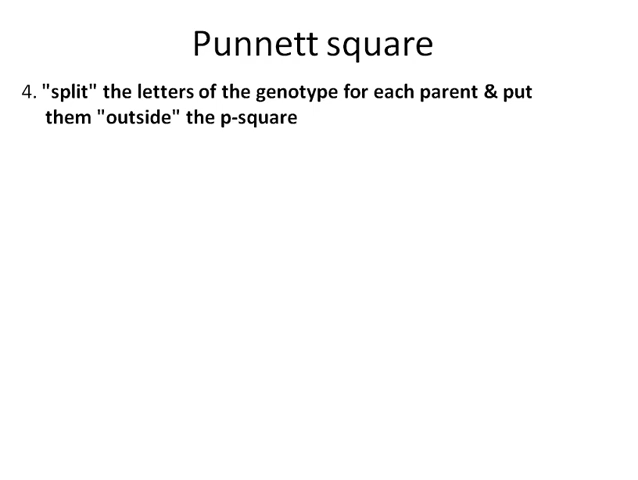 Punnett square
4. "split" the letters of the genotype for each parent & put
them "outside" the p-square